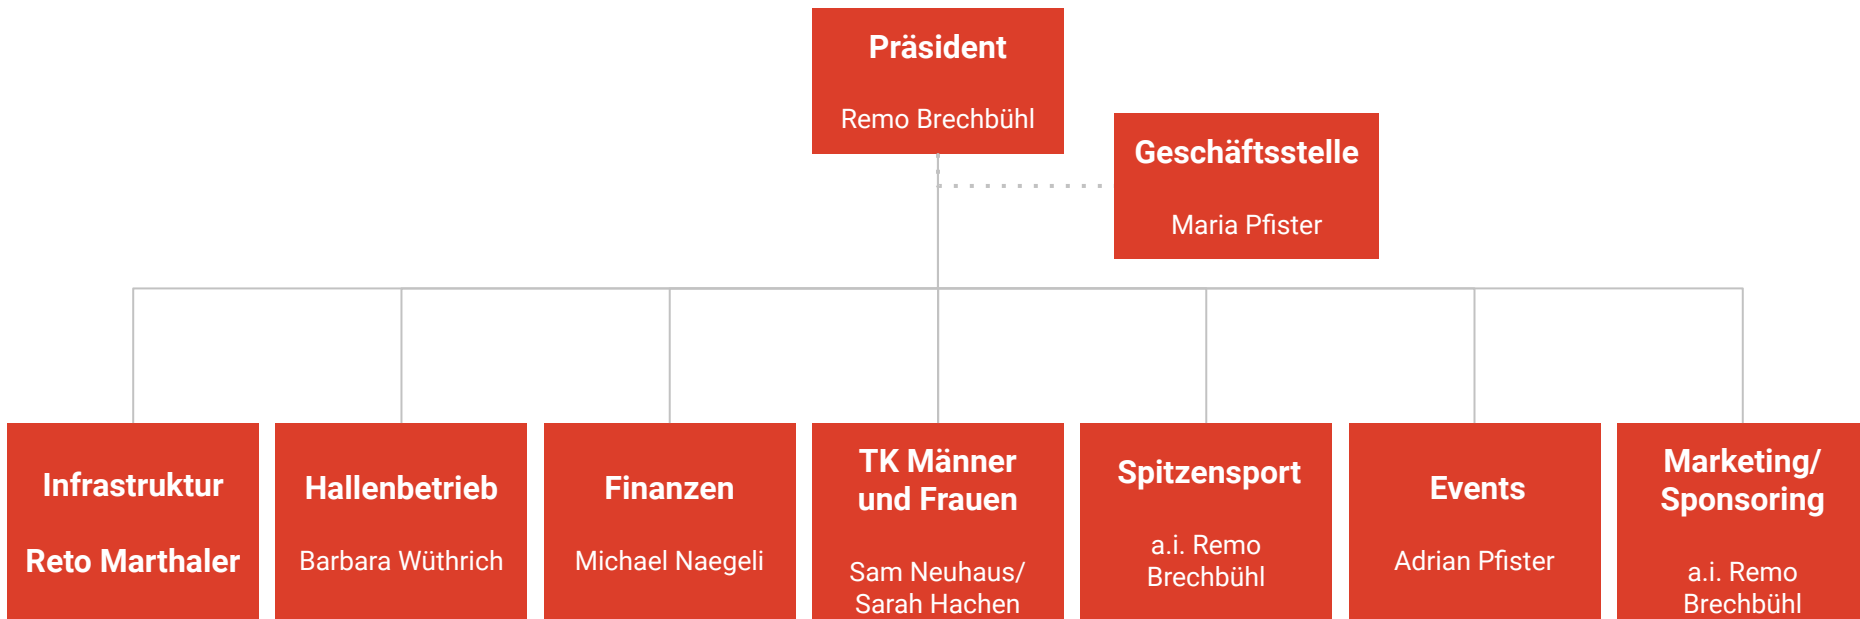 Präsident
Remo Brechbühl
Geschäftsstelle
Maria Pfister
Infrastruktur
Reto Marthaler
Hallenbetrieb
Barbara Wüthrich
Finanzen
Michael Naegeli
TK Männer
und Frauen
Sam Neuhaus/
Sarah Hachen
Spitzensport
a.i. Remo
Brechbühl
Events
Adrian Pfister
Marketing/
Sponsoring
a.i. Remo
Brechbühl